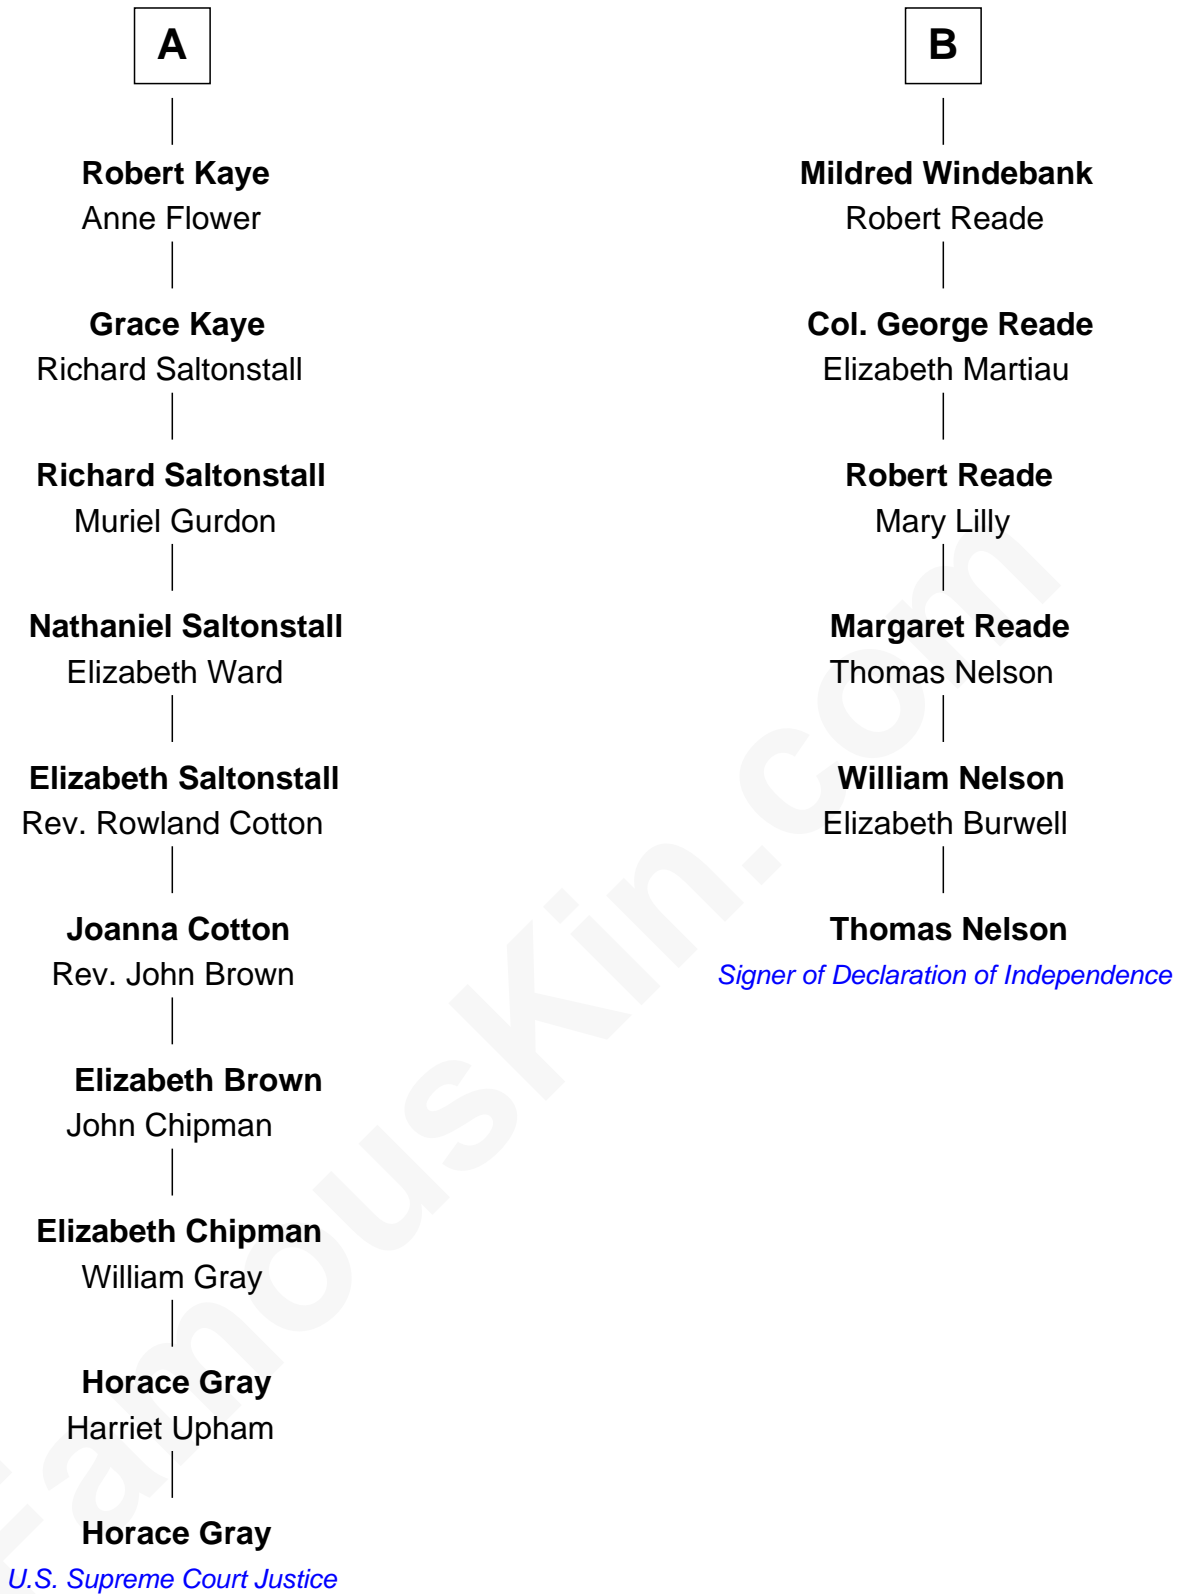 A
Robert Kaye
Anne Flower
Grace Kaye
Richard Saltonstall
Richard Saltonstall
Muriel Gurdon
Nathaniel Saltonstall
Elizabeth Ward
Elizabeth Saltonstall
Rev. Rowland Cotton
Joanna Cotton
Rev. John Brown
Elizabeth Brown
John Chipman
Elizabeth Chipman
William Gray
Horace Gray
Harriet Upham
Horace Gray
U.S. Supreme Court Justice
B
Mildred Windebank
Robert Reade
Col. George Reade
Elizabeth Martiau
Robert Reade
Mary Lilly
Margaret Reade
Thomas Nelson
William Nelson
Elizabeth Burwell
Thomas Nelson
Signer of Declaration of Independence
FamousKin.com